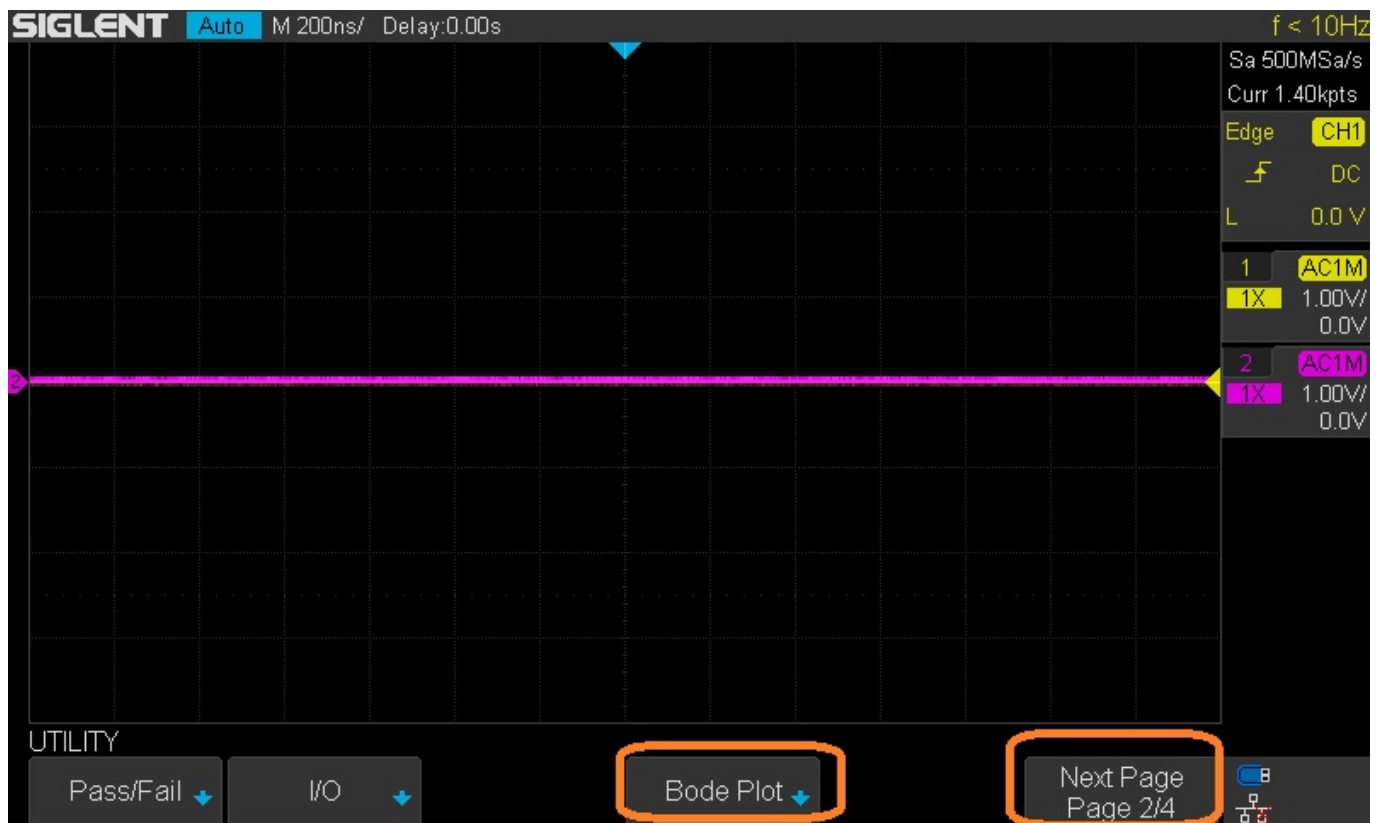 SIGLENT Auto M 200ns/ Delay:0.00s f < 10Hz
Sa 500MSa/s
Curr 1.40kpts
Edge CH1
DC
L 0.0 V
1 AC1M
1X 1.00V/
0.0V
2 AC1M
1X 1.00V/
0.0V
2
UTILITY
Pass/Fail I/O Bode Plot Next Page
Page 2/4